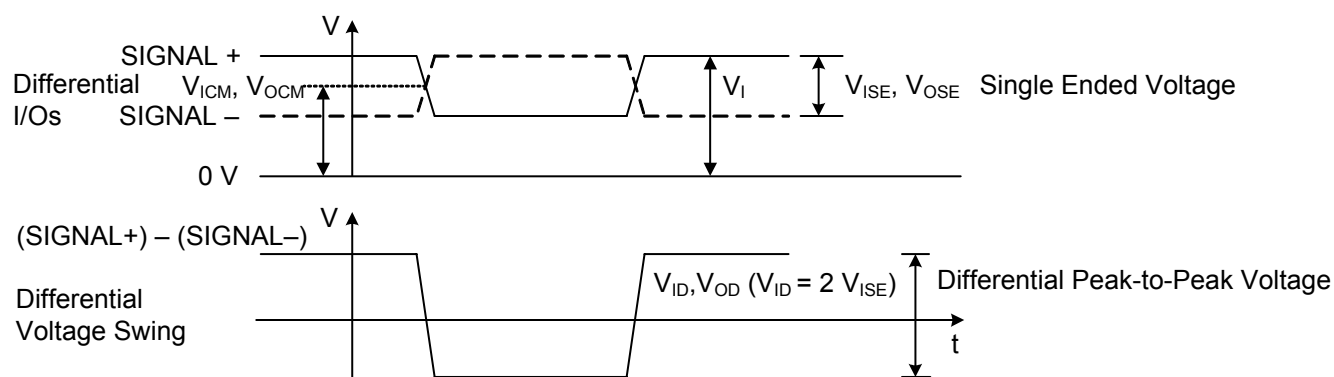 V
SIGNAL +
Differential I/Os
V_ICM, V_OCM
SIGNAL –
V_I
V_ISE, V_OSE Single Ended Voltage
0 V
V
(SIGNAL+) – (SIGNAL–)
Differential
Voltage Swing
V_ID,V_OD (V_ID = 2 V_ISE)
Differential Peak-to-Peak Voltage
t